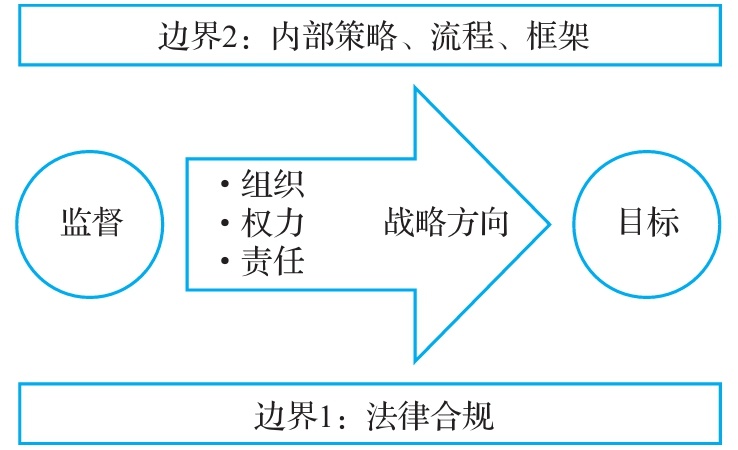 边界2：内部策略、流程、框架
监督
·组织
·权力
·责任
战略方向
目标
边界1：法律合规